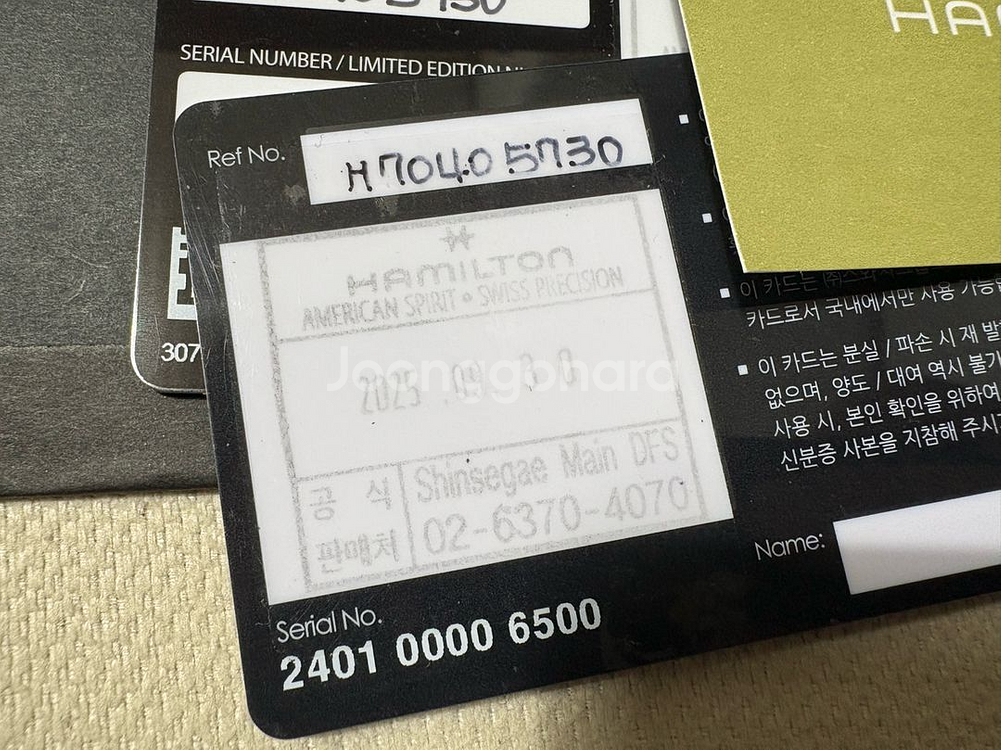 SERIAL NUMBER / LIMITED EDITION
HA
Ref No.
H70405730
HAMILTON
AMERICAN SPIRIT • SWISS PRECISION
Joonggonara
2025
공 식
판매처
Shinsegae Main DFS
02-6370-4070
307
Serial No.
2401 0000 6500
이 카드는
카드로서 국내에서만 사용 가능
이 카드는 분실 / 파손 시 재 발
없으며, 양도 / 대여 역시 불가
사용 시, 본인 확인을 위하여
신분증 사본을 지참해 주시
Name: